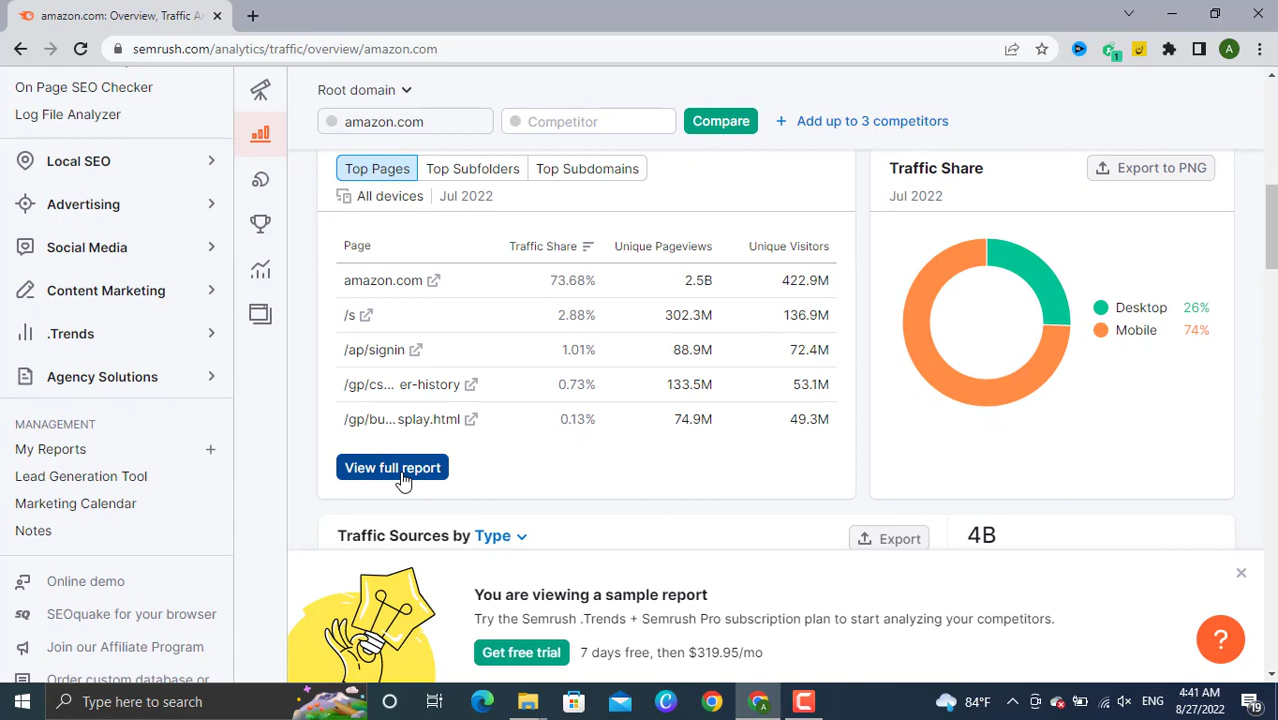 amazon.com: Overview, Traffic A
semrush.com/analytics/traffic/overview/amazon.com
1
A
On Page SEO Checker
Log File Analyzer
Local SEO
Advertising
Social Media
Content Marketing
.Trends
Agency Solutions
MANAGEMENT
My Reports
Lead Generation Tool
Marketing Calendar
Notes
Online demo
SEOquake for your browser
Join our Affiliate Program
Order custom database or
Root domain
amazon.com
Competitor
Compare
+ Add up to 3 competitors
Top Pages Top Subfolders Top Subdomains
All devices Jul 2022
Page Traffic Share Unique Pageviews Unique Visitors
amazon.com 73.68% 2.5B 422.9M
/s 2.88% 302.3M 136.9M
/ap/signin 1.01% 88.9M 72.4M
/gp/cs... er-history 0.73% 133.5M 53.1M
/gp/bu...splay.html 0.13% 74.9M 49.3M
View full report
Traffic Share
Export to PNG
Jul 2022
Desktop 26%
Mobile 74%
Traffic Sources by Type
Export
4B
You are viewing a sample report
Try the Semrush .Trends + Semrush Pro subscription plan to start analyzing your competitors.
Get free trial 7 days free, then $319.95/mo
?
Type here to search
84°F
ENG
4:41 AM
8/27/2022
19